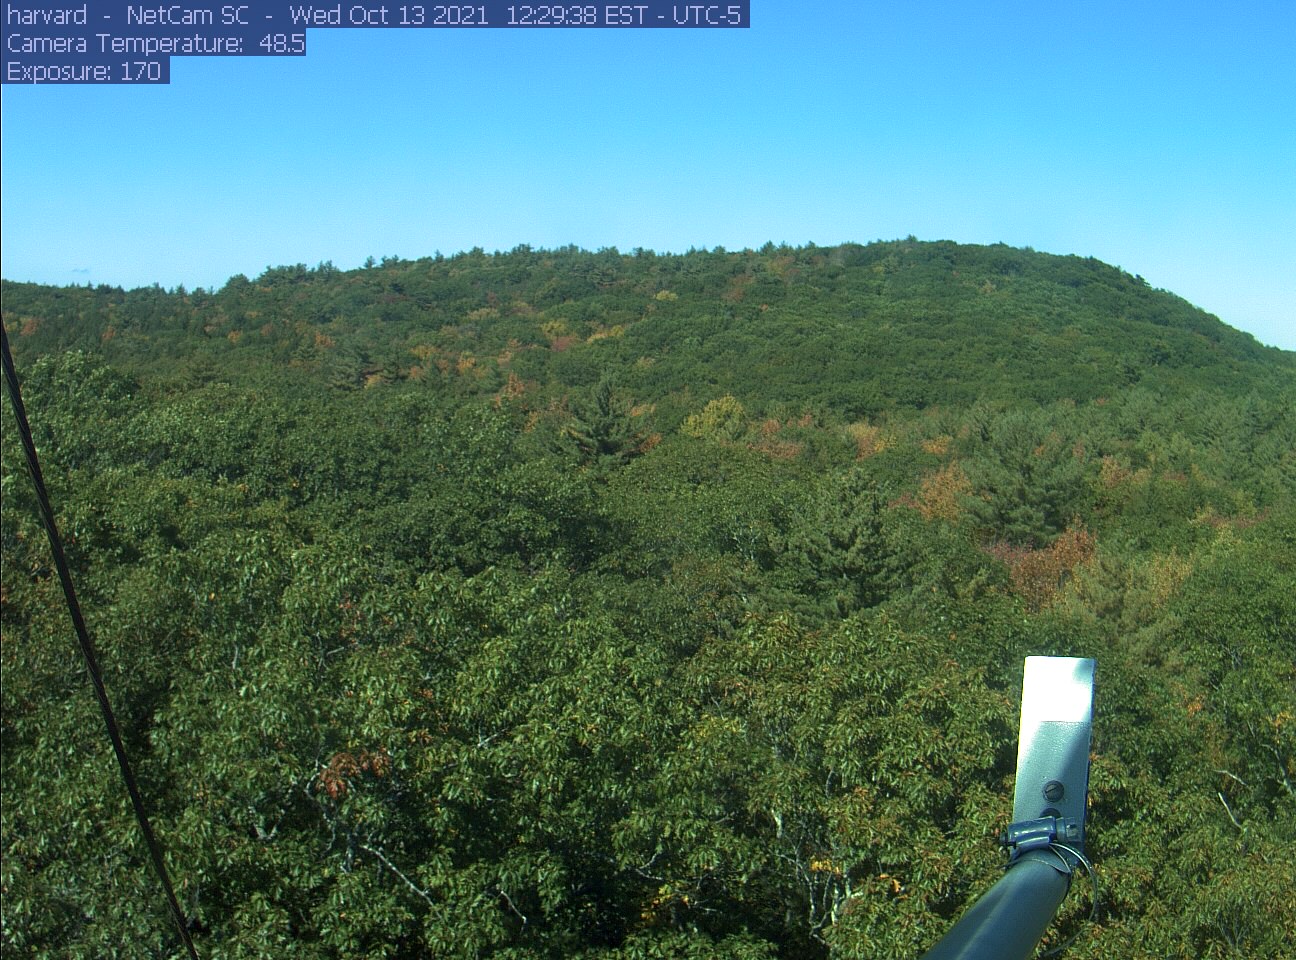 harvard - NetCam SC - Wed Oct 13 2021 12:29:38 EST - UTC-5
Camera Temperature: 48.5
Exposure: 170